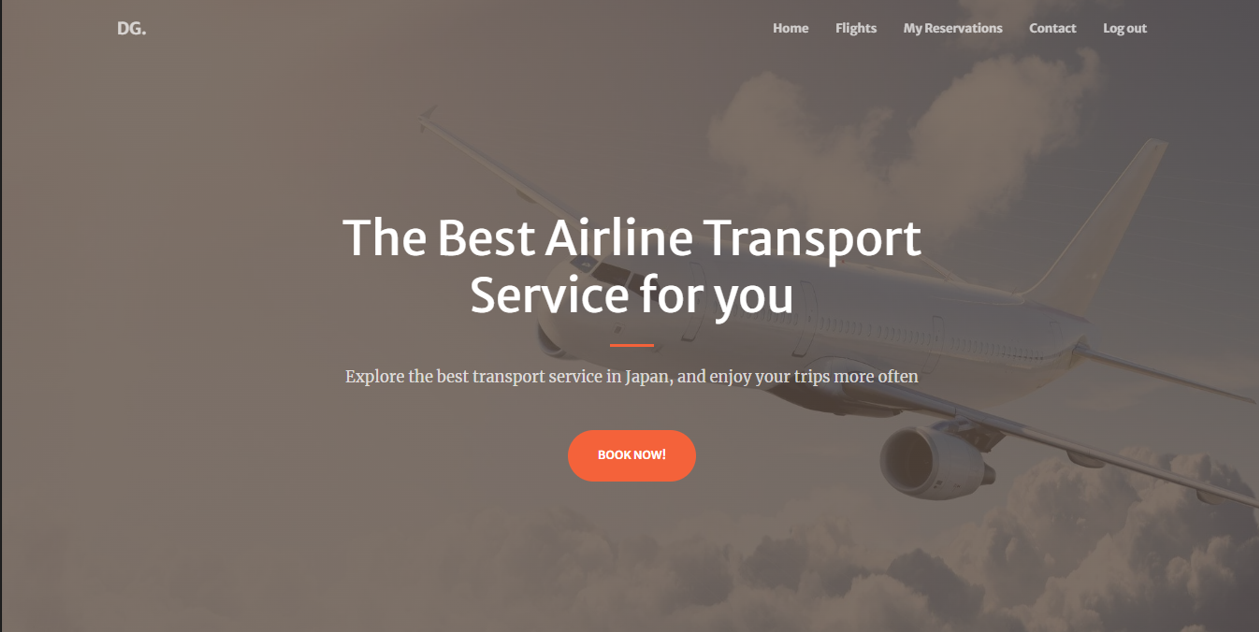 DG.
Home Flights My Reservations Contact Log out
The Best Airline Transport
Service for you
Explore the best transport service in Japan, and enjoy your trips more often
BOOK NOW!